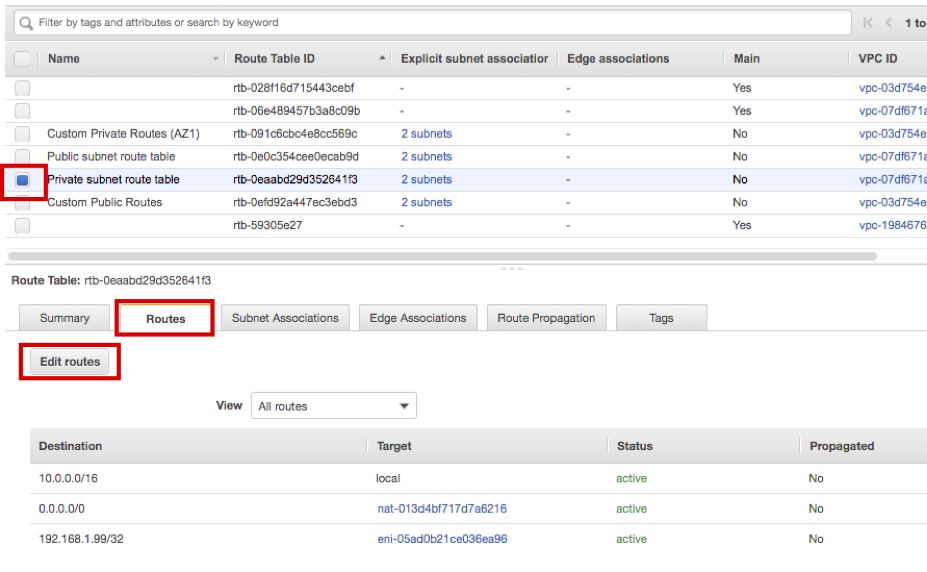 Filter by tags and attributes or search by keyword 1 to
Name Route Table ID Explicit subnet association Edge associations Main VPC ID
rtb-028f16d715443cebf - - Yes vpc-03d754e
rtb-06e489457b3a8c09b - - Yes vpc-07df671a
Custom Private Routes (AZ1) rtb-091c6cbc4e8cc569c 2 subnets - No vpc-03d754e
Public subnet route table rtb-0e0c354cee0ecab9d 2 subnets - No vpc-07df671a
Private subnet route table rtb-0eaabd29d352641f3 2 subnets - No vpc-07df671a
Custom Public Routes rtb-0efd92a447ec3ebd3 2 subnets - No vpc-03d754e
rtb-59305e27 - - Yes vpc-1984676
Route Table: rtb-0eaabd29d352641f3
Summary Routes Subnet Associations Edge Associations Route Propagation Tags
Edit routes
View All routes
Destination Target Status Propagated
10.0.0.0/16 local active No
0.0.0.0/0 nat-013d4bf717d7a6216 active No
192.168.1.99/32 eni-05ad0b21ce036ea96 active No